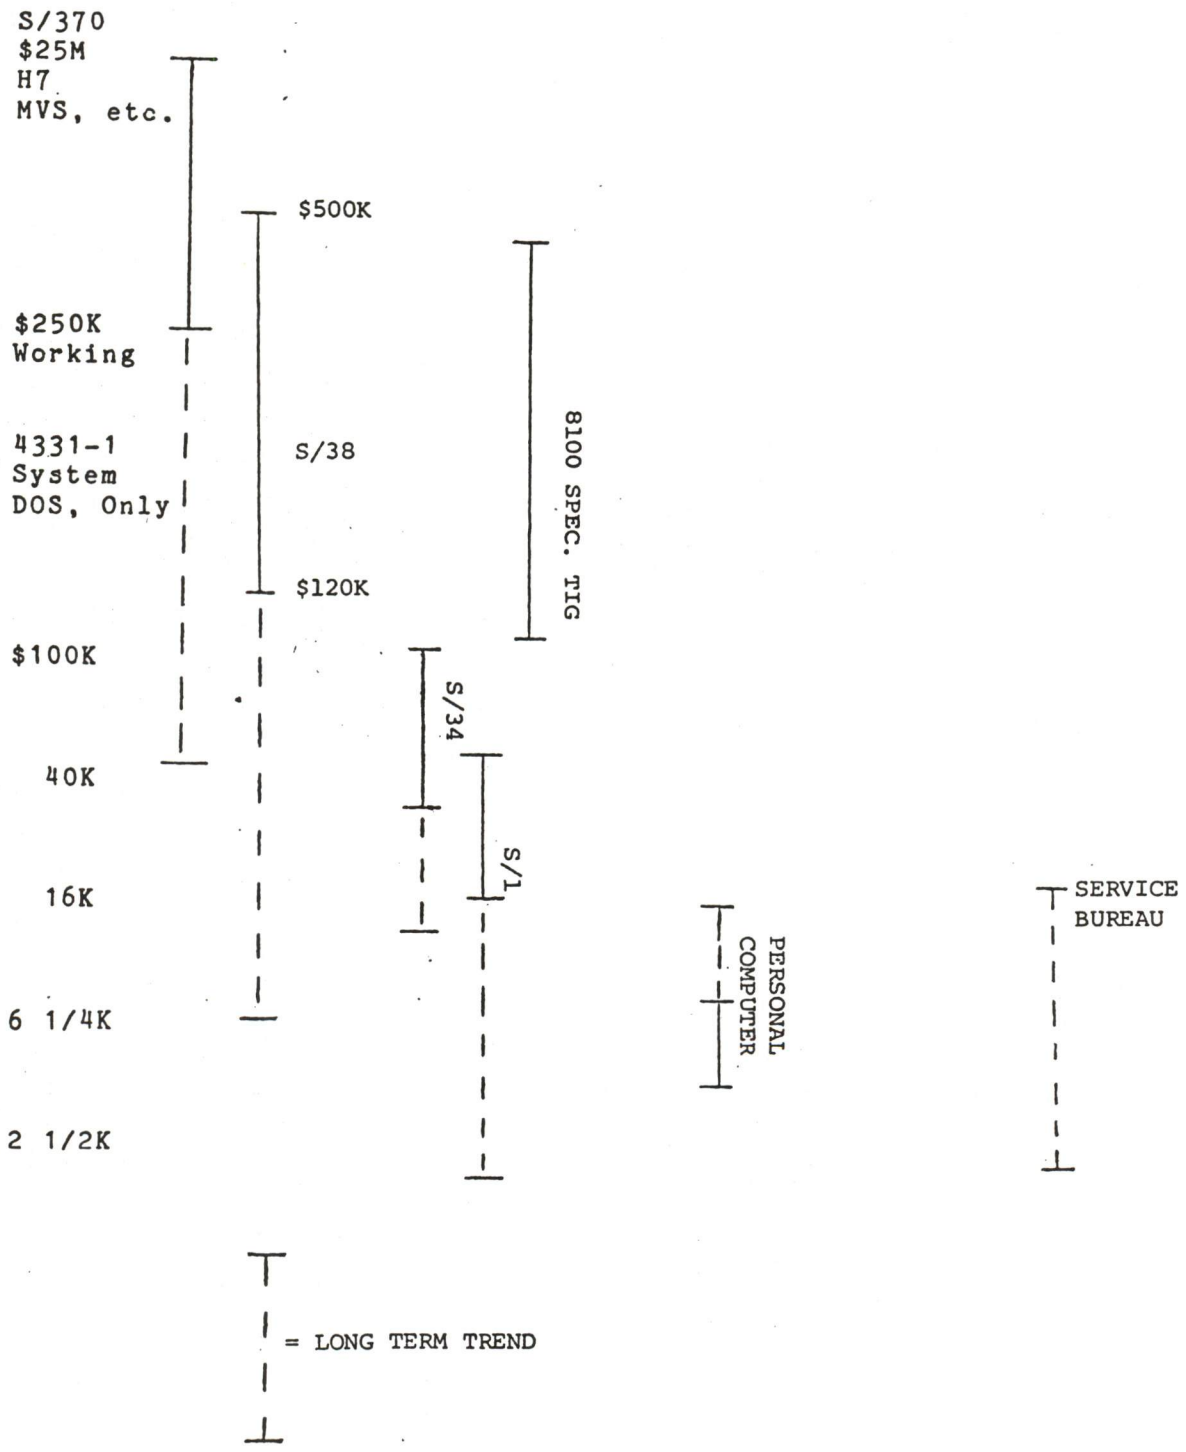 S/370
$25M
H7
MVS, etc.
$500K
$250K
Working
4331-1
System
DOS, Only
S/38
8100 SPEC. TIG
$120K
$100K
S/34
40K
S/1
16K
SERVICE
BUREAU
PERSONAL
COMPUTER
6 1/4K
2 1/2K
= LONG TERM TREND